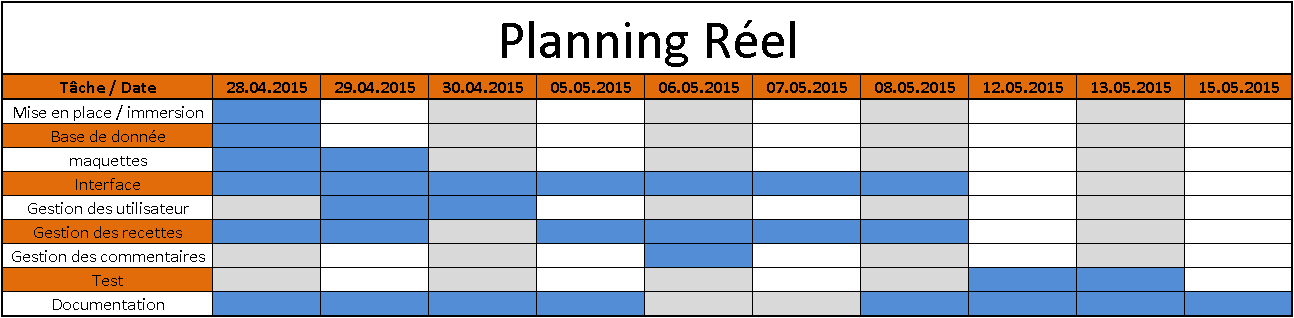 Planning Réel
Tâche / Date 28.04.2015 29.04.2015 30.04.2015 05.05.2015 06.05.2015 07.05.2015 08.05.2015 12.05.2015 13.05.2015 15.05.2015
Mise en place / immersion
Base de donnée
maquettes
Interface
Gestion des utilisateur
Gestion des recettes
Gestion des commentaires
Test
Documentation